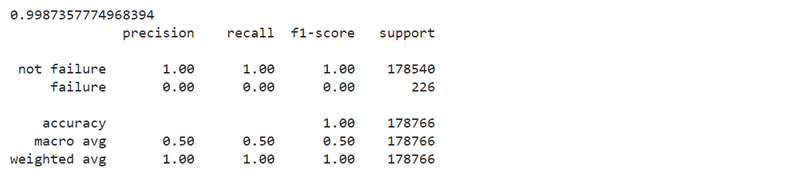 0.9987357774968394
precision recall f1-score support
not failure 1.00 1.00 1.00 178540
failure 0.00 0.00 0.00 226
accuracy 1.00 178766
macro avg 0.50 0.50 0.50 178766
weighted avg 1.00 1.00 1.00 178766